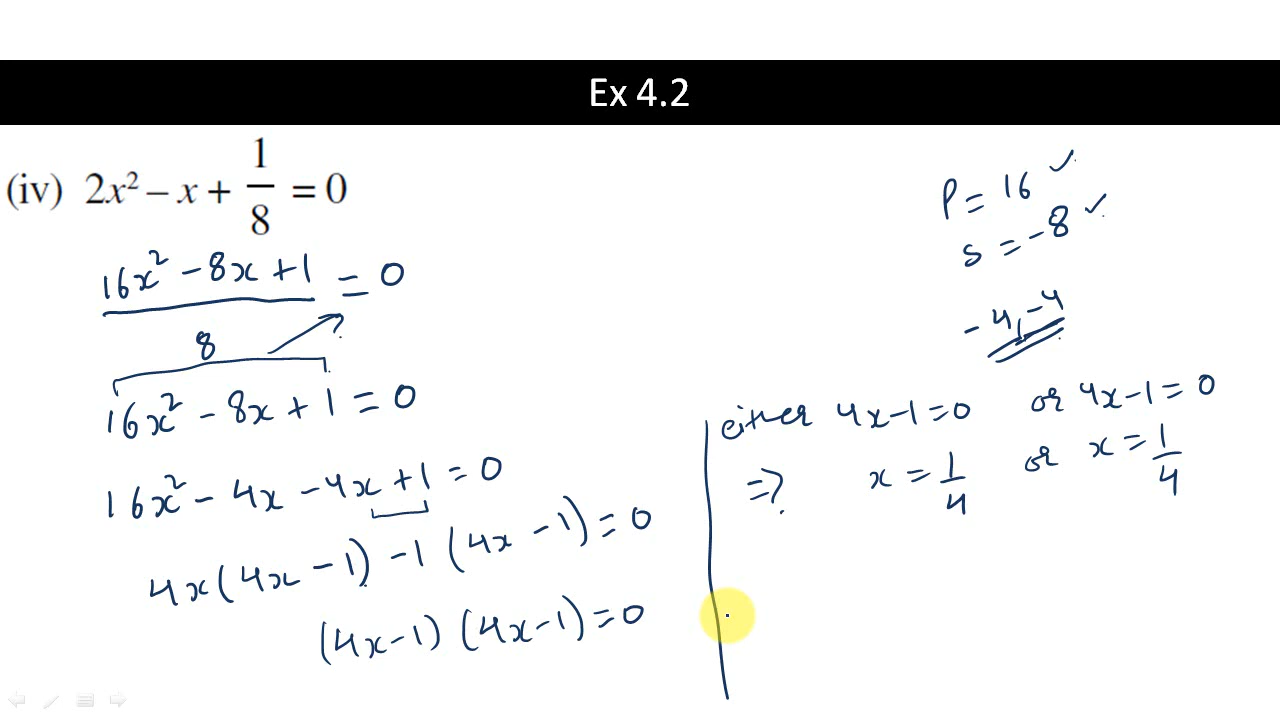 Ex 4.2
(iv) 2x² – x + 1/8 = 0
(16x² - 8x + 1)/8 = 0
16x² - 8x + 1 = 0
16x² - 4x - 4x + 1 = 0
4x(4x - 1) - 1(4x - 1) = 0
(4x-1) (4x-1) = 0
P = 16 ✓
S = -8 ✓
-4, -4
either 4x-1=0 or 4x-1=0
=> x = 1/4 or x = 1/4